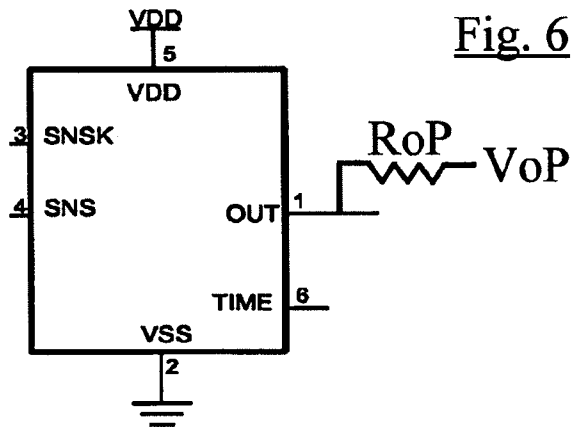 VDD
Fig. 6
5
VDD
3 SNSK
RoP
VoP
4 SNS
1
OUT
6
TIME
VSS
2